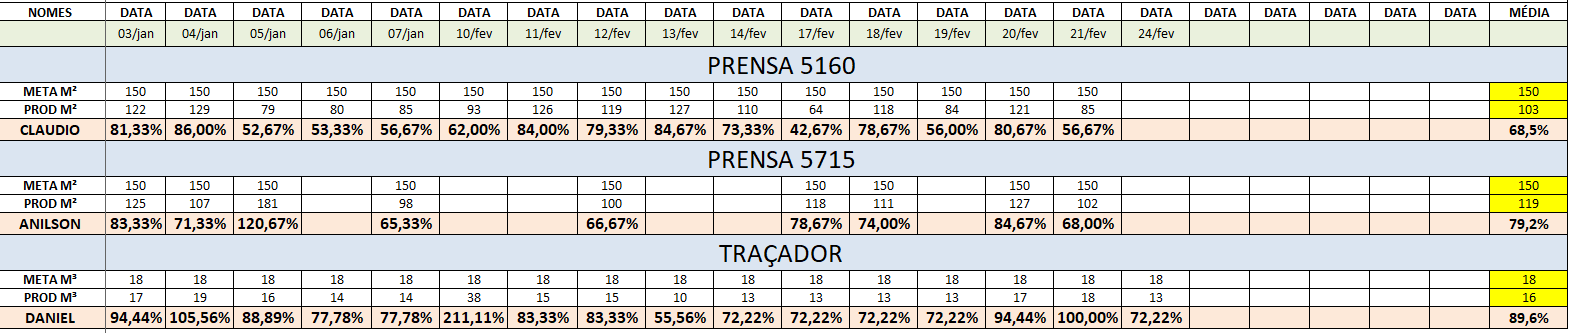 NOMES DATA DATA DATA DATA DATA DATA DATA DATA DATA DATA DATA DATA DATA DATA DATA DATA DATA DATA DATA DATA DATA MÉDIA
03/jan 04/jan 05/jan 06/jan 07/jan 10/fev 11/fev 12/fev 13/fev 14/fev 17/fev 18/fev 19/fev 20/fev 21/fev 24/fev
PRENSA 5160
META M² 150 150 150 150 150 150 150 150 150 150 150 150 150 150 150 150
PROD M² 122 129 79 80 85 93 126 119 127 110 64 118 84 121 85 103
CLAUDIO 81,33% 86,00% 52,67% 53,33% 56,67% 62,00% 84,00% 79,33% 84,67% 73,33% 42,67% 78,67% 56,00% 80,67% 56,67% 68,5%
PRENSA 5715
META M² 150 150 150 150 150 150 150 150 150 150
PROD M² 125 107 181 98 100 118 111 127 102 119
ANILSON 83,33% 71,33% 120,67% 65,33% 66,67% 78,67% 74,00% 84,67% 68,00% 79,2%
TRAÇADOR
META M³ 18 18 18 18 18 18 18 18 18 18 18 18 18 18 18 18 18
PROD M³ 17 19 16 14 14 38 15 15 10 13 13 13 13 17 18 13 16
DANIEL 94,44% 105,56% 88,89% 77,78% 77,78% 211,11% 83,33% 83,33% 55,56% 72,22% 72,22% 72,22% 72,22% 94,44% 100,00% 72,22% 89,6%